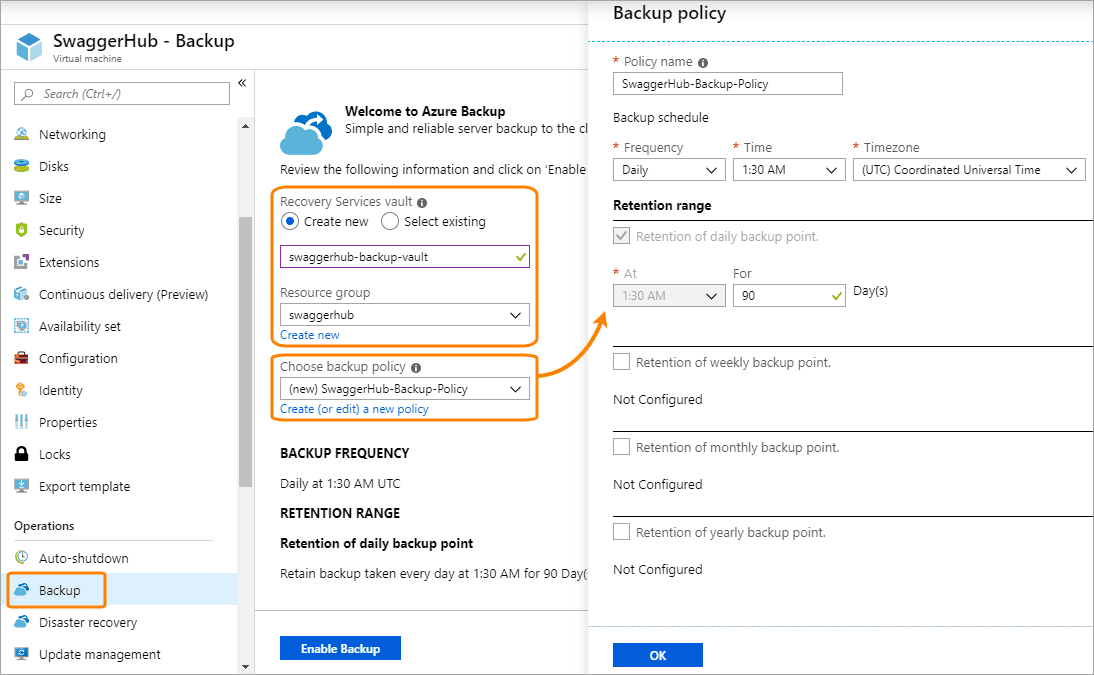 SwaggerHub - Backup
Virtual machine
«
Search (Ctrl+/)
Networking
Disks
Size
Security
Extensions
Continuous delivery (Preview)
Availability set
Configuration
Identity
Properties
Locks
Export template
Operations
Auto-shutdown
Backup
Disaster recovery
Update management
Welcome to Azure Backup
Simple and reliable server backup to the cl
Review the following information and click on 'Enable
Recovery Services vault
Create new Select existing
swaggerhub-backup-vault
Resource group
swaggerhub
Create new
Choose backup policy
(new) SwaggerHub-Backup-Policy
Create (or edit) a new policy
BACKUP FREQUENCY
Daily at 1:30 AM UTC
RETENTION RANGE
Retention of daily backup point
Retain backup taken every day at 1:30 AM for 90 Day(s
Enable Backup
Backup policy
* Policy name
SwaggerHub-Backup-Policy
Backup schedule
* Frequency * Time * Timezone
Daily 1:30 AM (UTC) Coordinated Universal Time
Retention range
Retention of daily backup point.
* At For
1:30 AM 90 Day(s)
Retention of weekly backup point.
Not Configured
Retention of monthly backup point.
Not Configured
Retention of yearly backup point.
Not Configured
OK